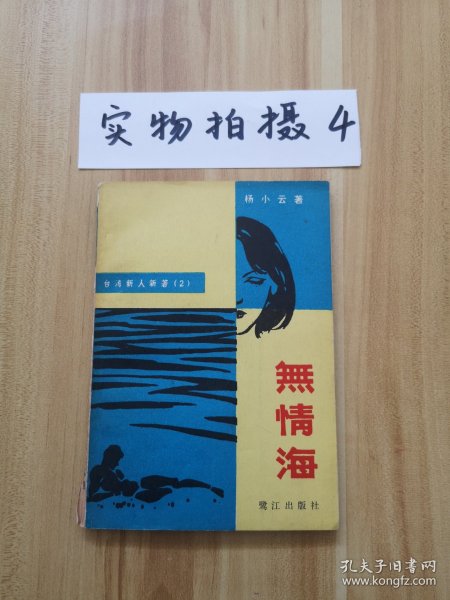 实物拍摄4
杨小云著
台湾新人新著(2)
無情海
鹭江出版社
孔夫子旧书网
www.kongfz.com